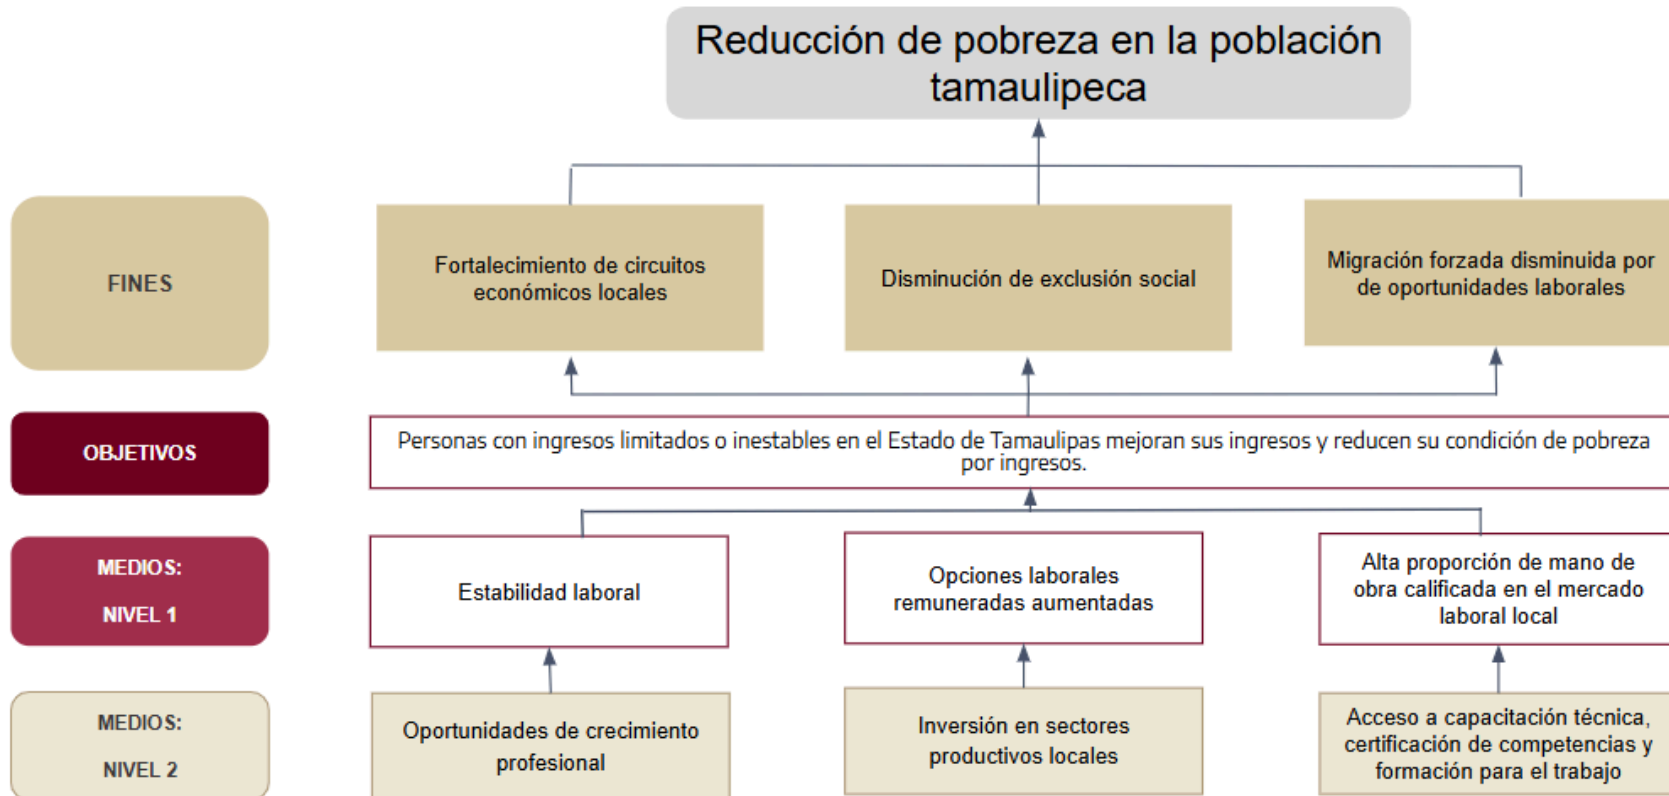 Reducción de pobreza en la población
tamaulipeca
FINES
Fortalecimiento de circuitos
económicos locales
Disminución de exclusión social
Migración forzada disminuida por
de oportunidades laborales
OBJETIVOS
Personas con ingresos limitados o inestables en el Estado de Tamaulipas mejoran sus ingresos y reducen su condición de pobreza
por ingresos.
MEDIOS:
NIVEL 1
Estabilidad laboral
Opciones laborales
remuneradas aumentadas
Alta proporción de mano de
obra calificada en el mercado
laboral local
MEDIOS:
NIVEL 2
Oportunidades de crecimiento
profesional
Inversión en sectores
productivos locales
Acceso a capacitación técnica,
certificación de competencias y
formación para el trabajo